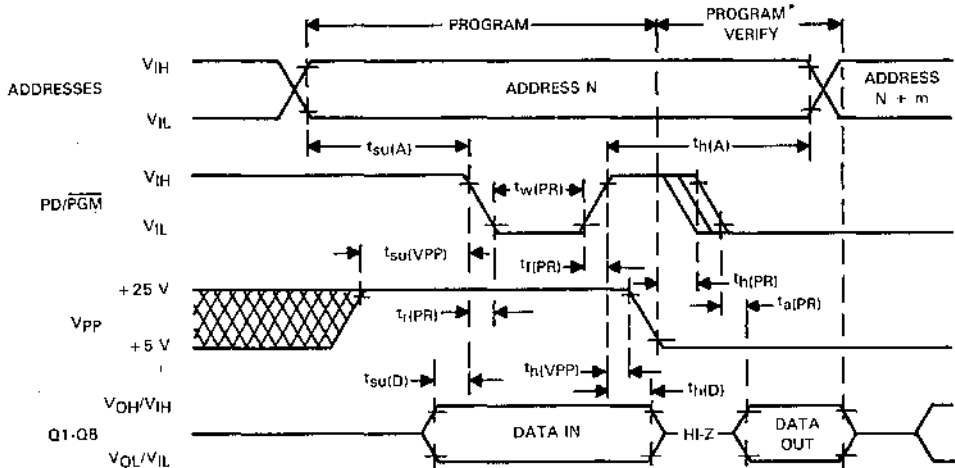 PROGRAM
PROGRAM*
VERIFY
ADDRESSES
VIH
VIL
ADDRESS N
ADDRESS
N + m
tsu(A)
th(A)
PD/PGM
VIH
VIL
tw(PR)
tsu(VPP)
tf(PR)
th(PR)
+25 V
VPP
+5 V
tr(PR)
ta(PR)
tsu(D)
th(VPP)
th(D)
VOH/VIH
Q1-Q8
VOL/VIL
DATA IN
HI-Z
DATA
OUT